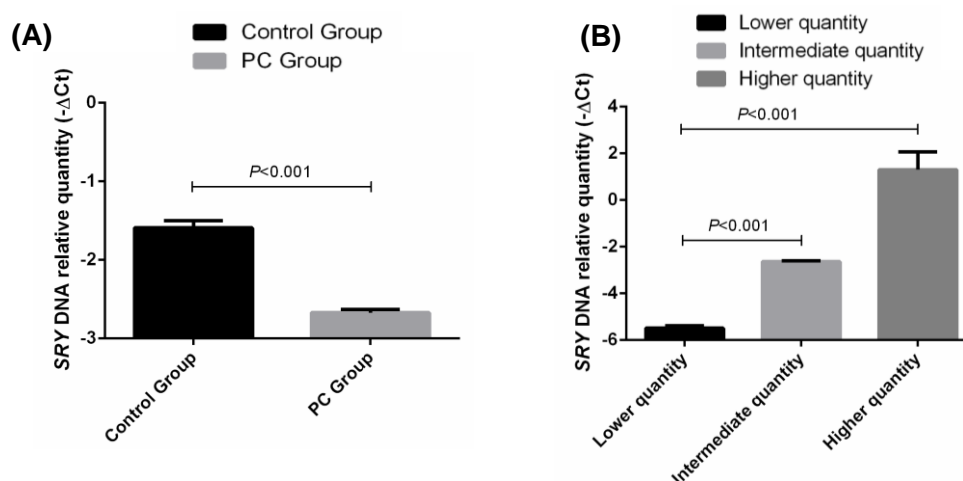 (A)
Control Group
PC Group
SRY DNA relative quantity (-ΔCt)
0
-1
-2
-3
P<0.001
Control Group
PC Group
(B)
Lower quantity
Intermediate quantity
Higher quantity
SRY DNA relative quantity (-ΔCt)
4
2
0
-2
-4
-6
P<0.001
P<0.001
Lower quantity
Intermediate quantity
Higher quantity